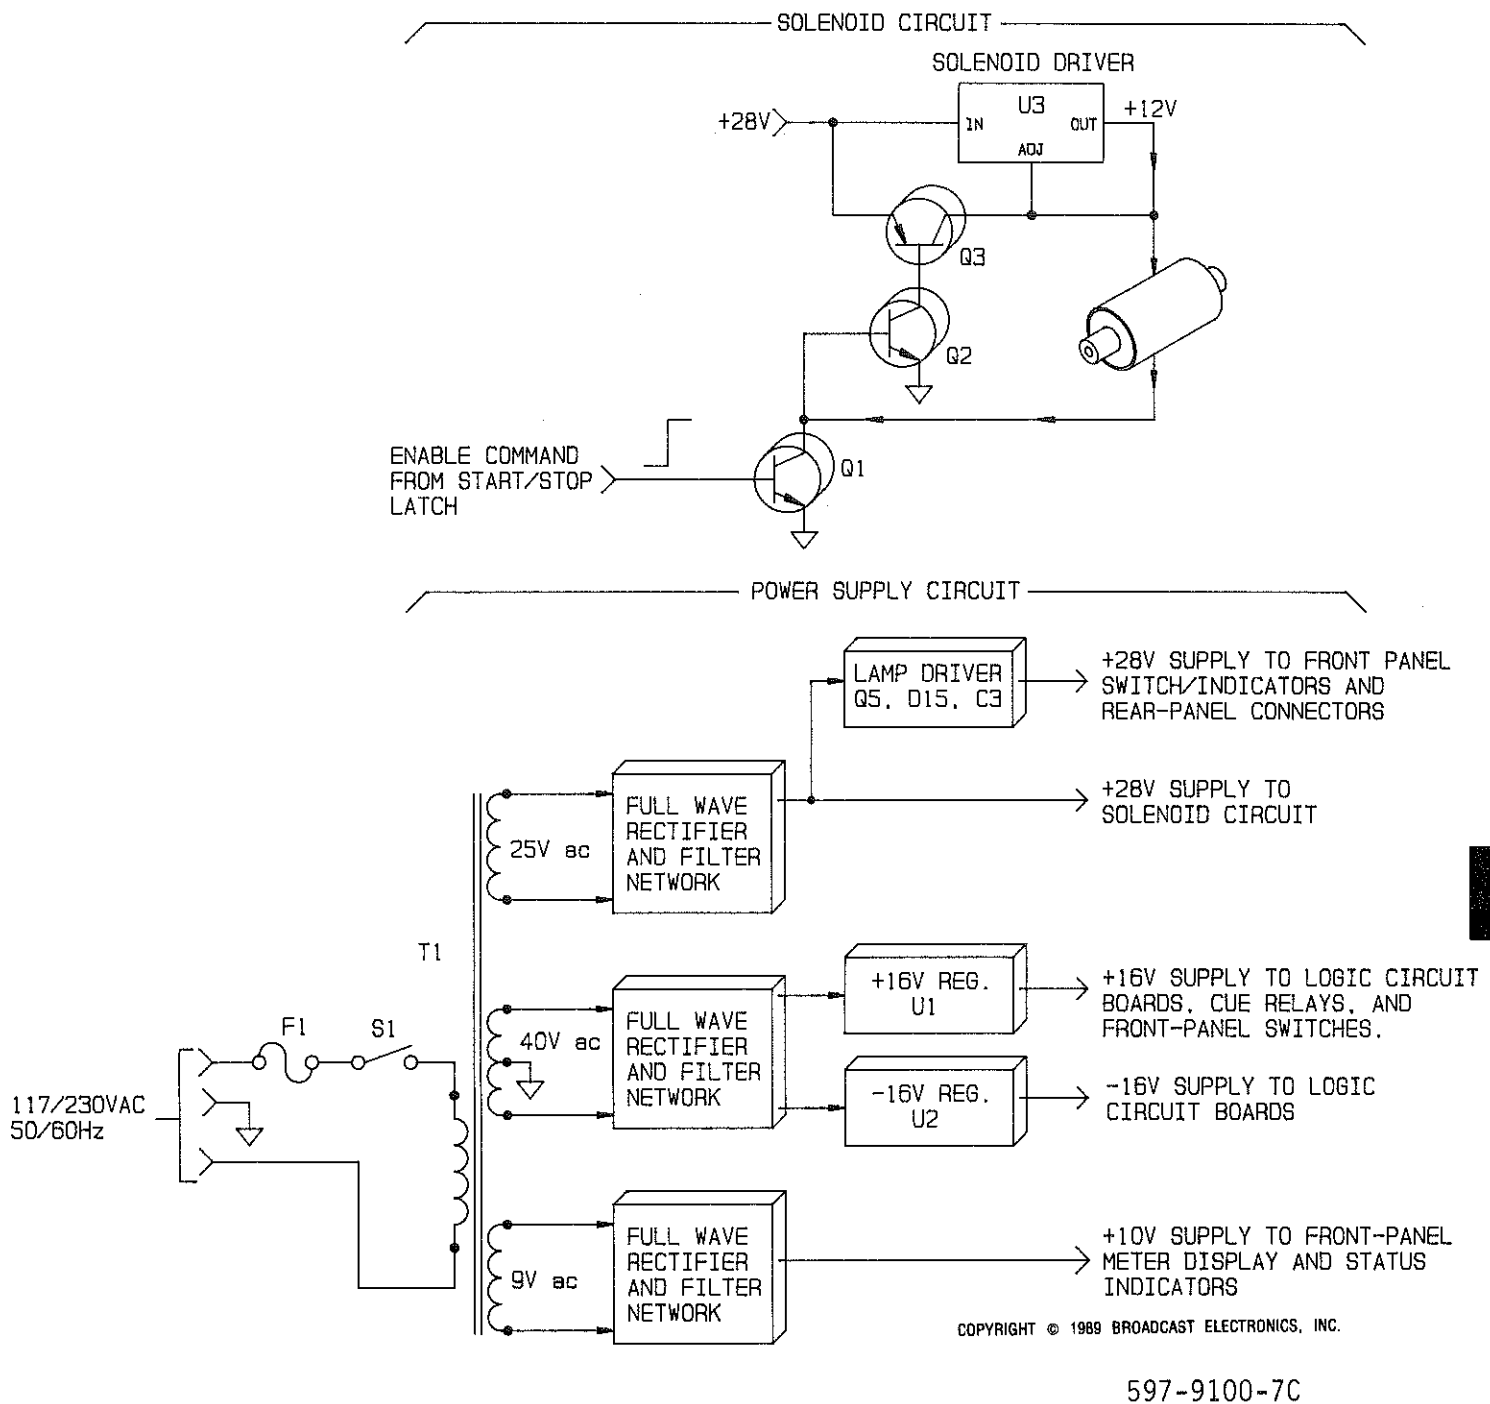 SOLENOID CIRCUIT
SOLENOID DRIVER
U3
+28V
+12V
IN
OUT
ADJ
Q3
Q2
ENABLE COMMAND
FROM START/STOP
LATCH
Q1
POWER SUPPLY CIRCUIT
LAMP DRIVER
Q5, D15, C3
+28V SUPPLY TO FRONT PANEL
SWITCH/INDICATORS AND
REAR-PANEL CONNECTORS
25V ac
FULL WAVE
RECTIFIER
AND FILTER
NETWORK
+28V SUPPLY TO
SOLENOID CIRCUIT
T1
F1
S1
117/230VAC
50/60Hz
40V ac
FULL WAVE
RECTIFIER
AND FILTER
NETWORK
+16V REG.
U1
+16V SUPPLY TO LOGIC CIRCUIT
BOARDS, CUE RELAYS, AND
FRONT-PANEL SWITCHES.
-16V REG.
U2
-16V SUPPLY TO LOGIC
CIRCUIT BOARDS
9V ac
FULL WAVE
RECTIFIER
AND FILTER
NETWORK
+10V SUPPLY TO FRONT-PANEL
METER DISPLAY AND STATUS
INDICATORS
COPYRIGHT © 1989 BROADCAST ELECTRONICS, INC.
597-9100-7C